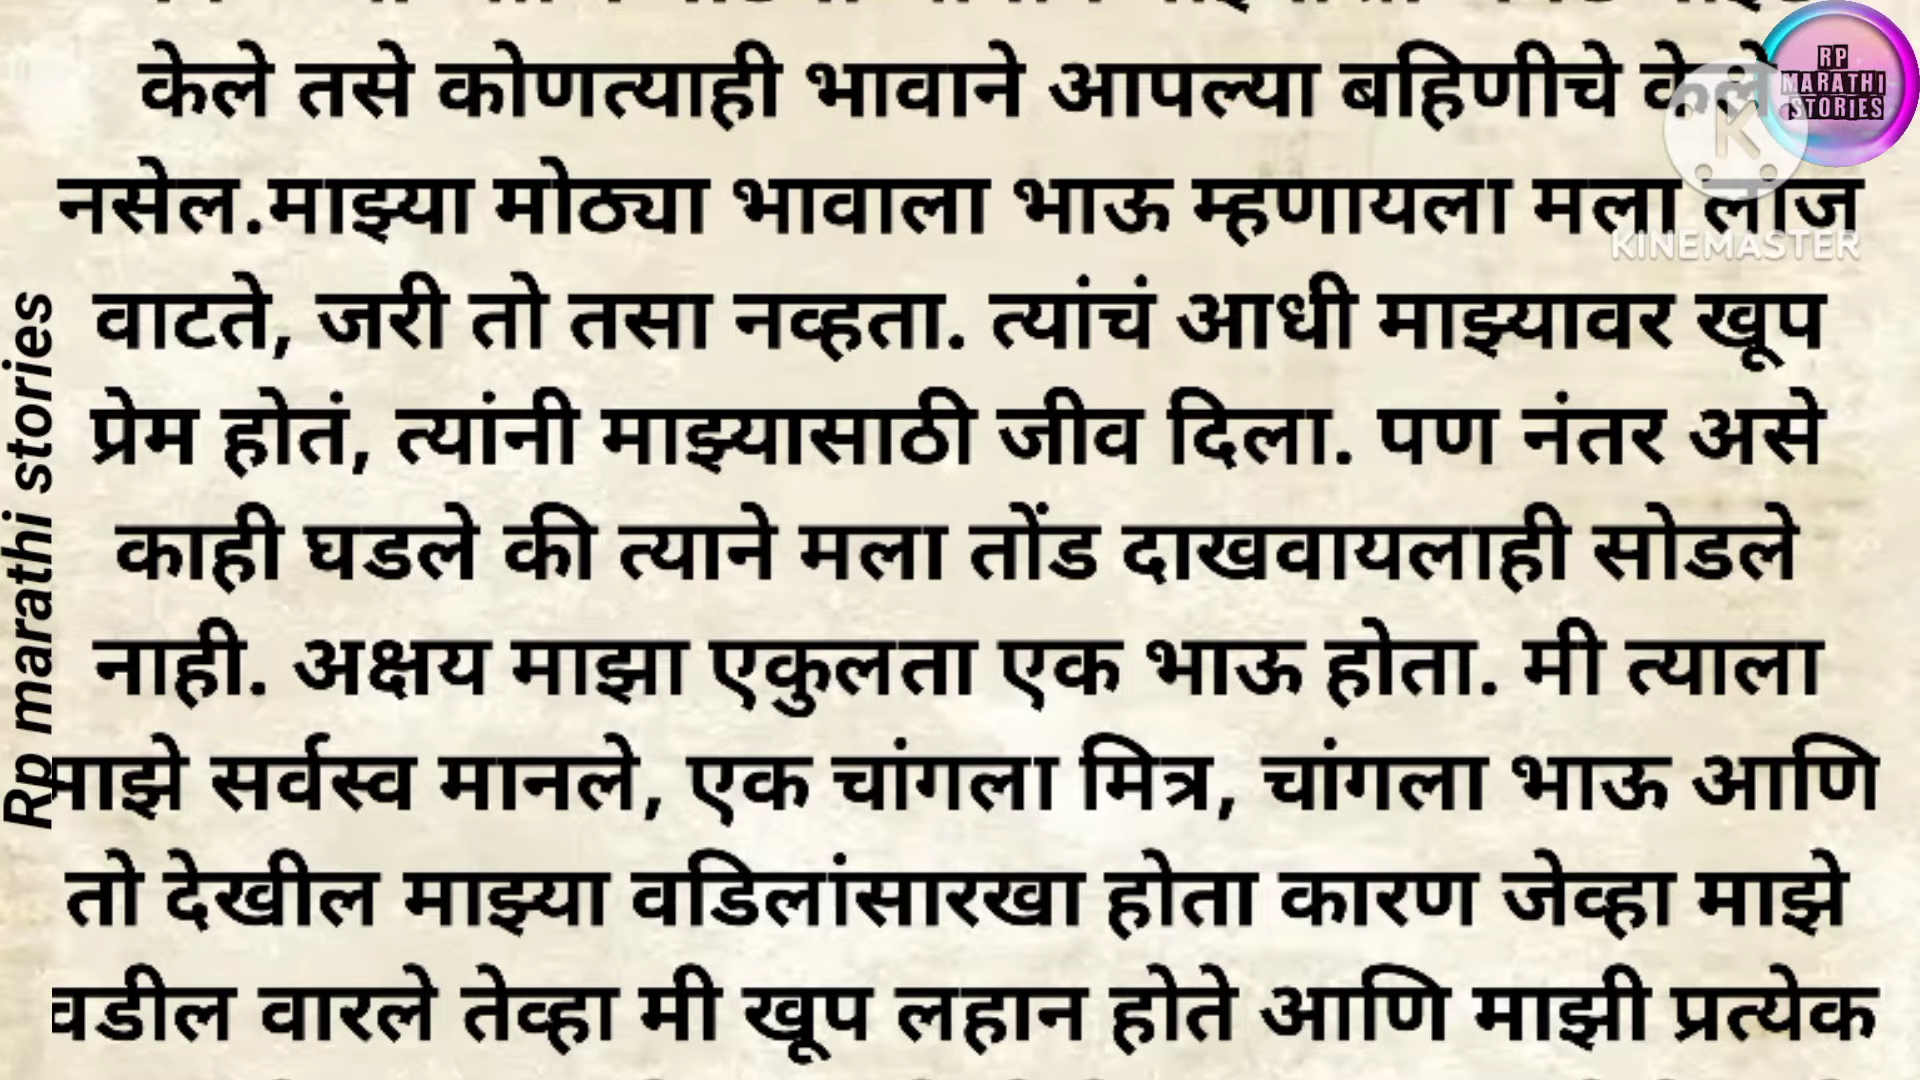 केले तसे कोणत्याही भावाने आपल्या बहिणीचे केले
नसेल.माझ्या मोठ्या भावाला भाऊ म्हणायला मला लाज
वाटते, जरी तो तसा नव्हता. त्यांचं आधी माझ्यावर खूप
प्रेम होतं, त्यांनी माझ्यासाठी जीव दिला. पण नंतर असे
काही घडले की त्याने मला तोंड दाखवायलाही सोडले
नाही. अक्षय माझा एकुलता एक भाऊ होता. मी त्याला
माझे सर्वस्व मानले, एक चांगला मित्र, चांगला भाऊ आणि
तो देखील माझ्या वडिलांसारखा होता कारण जेव्हा माझे
वडील वारले तेव्हा मी खूप लहान होते आणि माझी प्रत्येक
RP
MARATHI
STORIES
K
KINEMASTER
Rp marathi stories